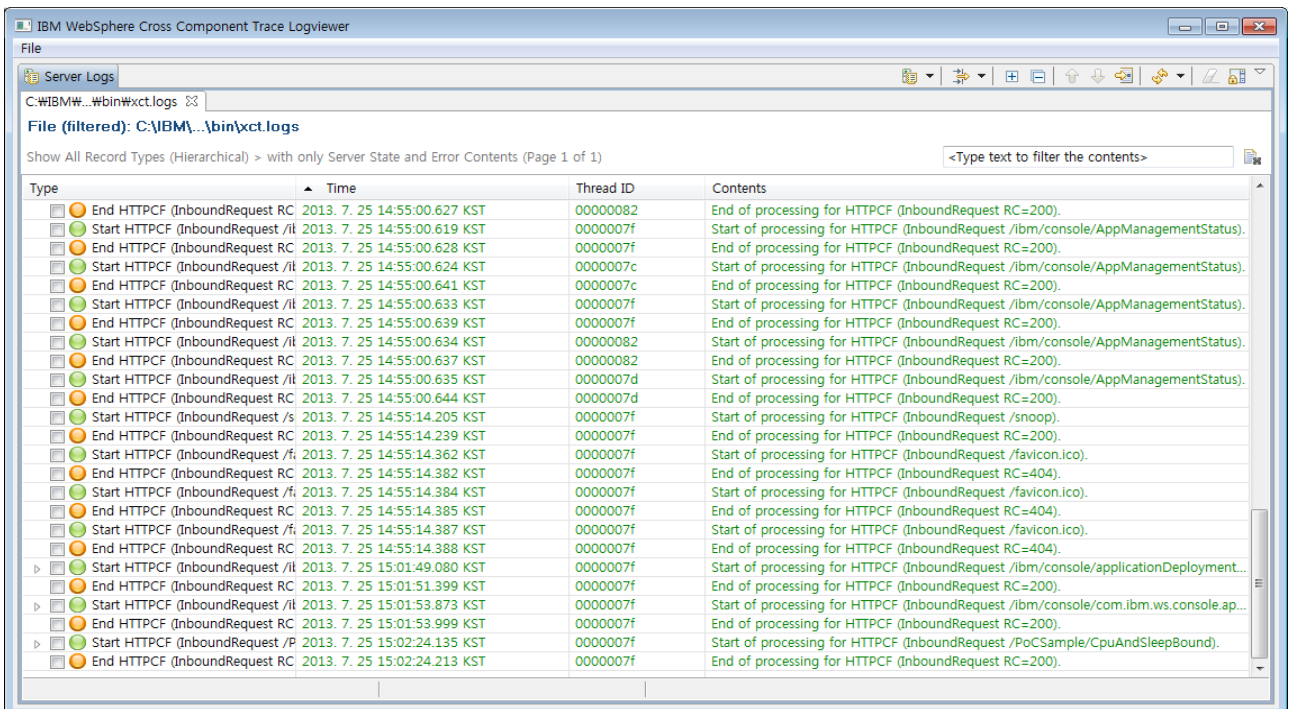 IBM WebSphere Cross Component Trace Logviewer
File
Server Logs
C:₩IBM₩...₩bin₩xct.logs
File (filtered): C:\IBM\...\bin\xct.logs
Show All Record Types (Hierarchical) > with only Server State and Error Contents (Page 1 of 1) <Type text to filter the contents>
Type Time Thread ID Contents
End HTTPCF (InboundRequest RC 2013. 7. 25 14:55:00.627 KST 00000082 End of processing for HTTPCF (InboundRequest RC=200).
Start HTTPCF (InboundRequest /ib 2013. 7. 25 14:55:00.619 KST 0000007f Start of processing for HTTPCF (InboundRequest /ibm/console/AppManagementStatus).
End HTTPCF (InboundRequest RC 2013. 7. 25 14:55:00.628 KST 0000007f End of processing for HTTPCF (InboundRequest RC=200).
Start HTTPCF (InboundRequest /ib 2013. 7. 25 14:55:00.624 KST 0000007c Start of processing for HTTPCF (InboundRequest /ibm/console/AppManagementStatus).
End HTTPCF (InboundRequest RC 2013. 7. 25 14:55:00.641 KST 0000007c End of processing for HTTPCF (InboundRequest RC=200).
Start HTTPCF (InboundRequest /ib 2013. 7. 25 14:55:00.633 KST 0000007f Start of processing for HTTPCF (InboundRequest /ibm/console/AppManagementStatus).
End HTTPCF (InboundRequest RC 2013. 7. 25 14:55:00.639 KST 0000007f End of processing for HTTPCF (InboundRequest RC=200).
Start HTTPCF (InboundRequest /ib 2013. 7. 25 14:55:00.634 KST 00000082 Start of processing for HTTPCF (InboundRequest /ibm/console/AppManagementStatus).
End HTTPCF (InboundRequest RC 2013. 7. 25 14:55:00.637 KST 00000082 End of processing for HTTPCF (InboundRequest RC=200).
Start HTTPCF (InboundRequest /ib 2013. 7. 25 14:55:00.635 KST 0000007d Start of processing for HTTPCF (InboundRequest /ibm/console/AppManagementStatus).
End HTTPCF (InboundRequest RC 2013. 7. 25 14:55:00.644 KST 0000007d End of processing for HTTPCF (InboundRequest RC=200).
Start HTTPCF (InboundRequest /s 2013. 7. 25 14:55:14.205 KST 0000007f Start of processing for HTTPCF (InboundRequest /snoop).
End HTTPCF (InboundRequest RC 2013. 7. 25 14:55:14.239 KST 0000007f End of processing for HTTPCF (InboundRequest RC=200).
Start HTTPCF (InboundRequest /fa 2013. 7. 25 14:55:14.362 KST 0000007f Start of processing for HTTPCF (InboundRequest /favicon.ico).
End HTTPCF (InboundRequest RC 2013. 7. 25 14:55:14.382 KST 0000007f End of processing for HTTPCF (InboundRequest RC=404).
Start HTTPCF (InboundRequest /fa 2013. 7. 25 14:55:14.384 KST 0000007f Start of processing for HTTPCF (InboundRequest /favicon.ico).
End HTTPCF (InboundRequest RC 2013. 7. 25 14:55:14.385 KST 0000007f End of processing for HTTPCF (InboundRequest RC=404).
Start HTTPCF (InboundRequest /fa 2013. 7. 25 14:55:14.387 KST 0000007f Start of processing for HTTPCF (InboundRequest /favicon.ico).
End HTTPCF (InboundRequest RC 2013. 7. 25 14:55:14.388 KST 0000007f End of processing for HTTPCF (InboundRequest RC=404).
Start HTTPCF (InboundRequest /ib 2013. 7. 25 15:01:49.080 KST 0000007f Start of processing for HTTPCF (InboundRequest /ibm/console/applicationDeployment...
End HTTPCF (InboundRequest RC 2013. 7. 25 15:01:51.399 KST 0000007f End of processing for HTTPCF (InboundRequest RC=200).
Start HTTPCF (InboundRequest /ib 2013. 7. 25 15:01:53.873 KST 0000007f Start of processing for HTTPCF (InboundRequest /ibm/console/com.ibm.ws.console.ap...
End HTTPCF (InboundRequest RC 2013. 7. 25 15:01:53.999 KST 0000007f End of processing for HTTPCF (InboundRequest RC=200).
Start HTTPCF (InboundRequest /P 2013. 7. 25 15:02:24.135 KST 0000007f Start of processing for HTTPCF (InboundRequest /PoCSample/CpuAndSleepBound).
End HTTPCF (InboundRequest RC 2013. 7. 25 15:02:24.213 KST 0000007f End of processing for HTTPCF (InboundRequest RC=200).